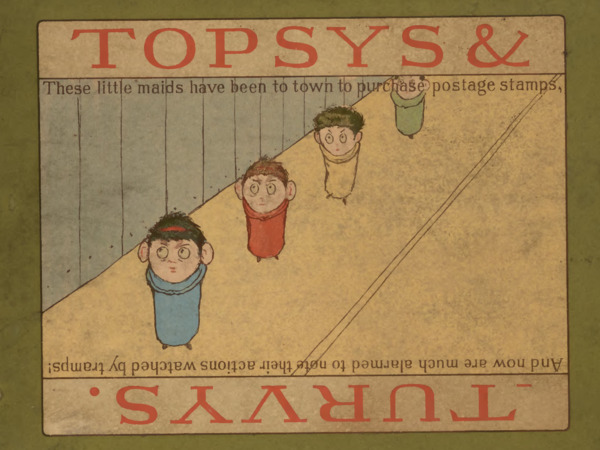 TOPSYS &
These little maids have been to town to purchase postage stamps,
And now are much alarmed to note their actions watched by tramps!
TURVYS.